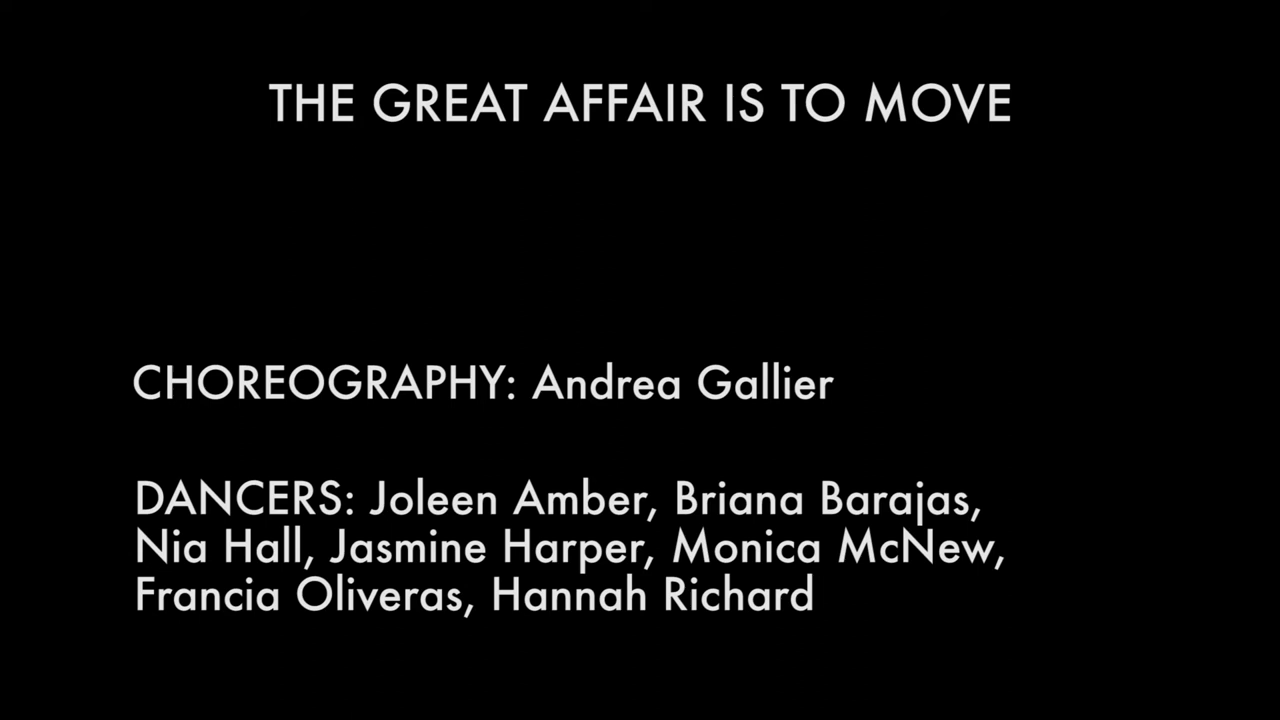 THE GREAT AFFAIR IS TO MOVE
CHOREOGRAPHY: Andrea Gallier
DANCERS: Joleen Amber, Briana Barajas,
Nia Hall, Jasmine Harper, Monica McNew,
Francia Oliveras, Hannah Richard